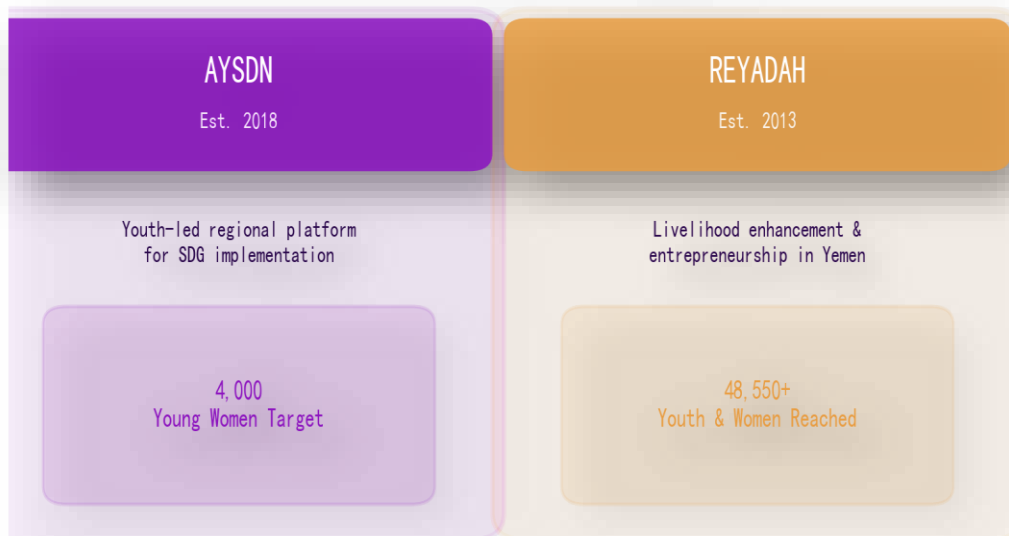 AYSDN
Est. 2018
Youth-led regional platform
for SDG implementation
4,000
Young Women Target
REYADAH
Est. 2013
Livelihood enhancement &
entrepreneurship in Yemen
48,550+
Youth & Women Reached